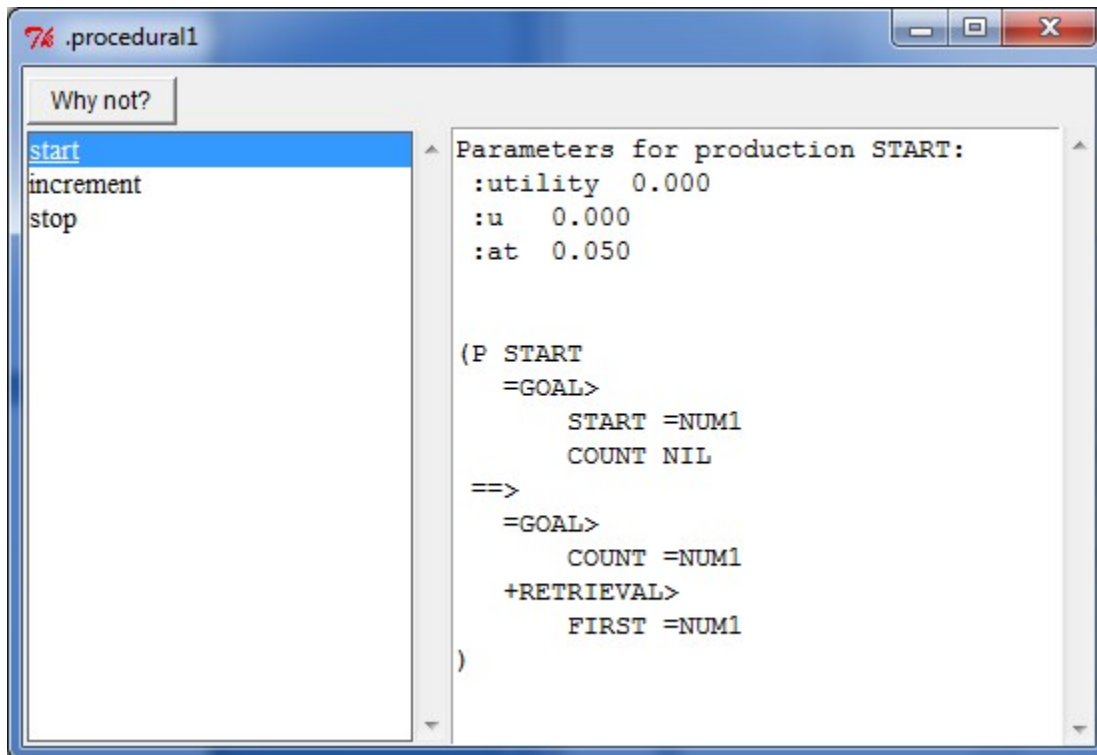 .procedural1
Why not?
start
increment
stop
Parameters for production START:
:utility 0.000
:u 0.000
:at 0.050
(P START
=GOAL>
START =NUM1
COUNT NIL
==>
=GOAL>
COUNT =NUM1
+RETRIEVAL>
FIRST =NUM1
)